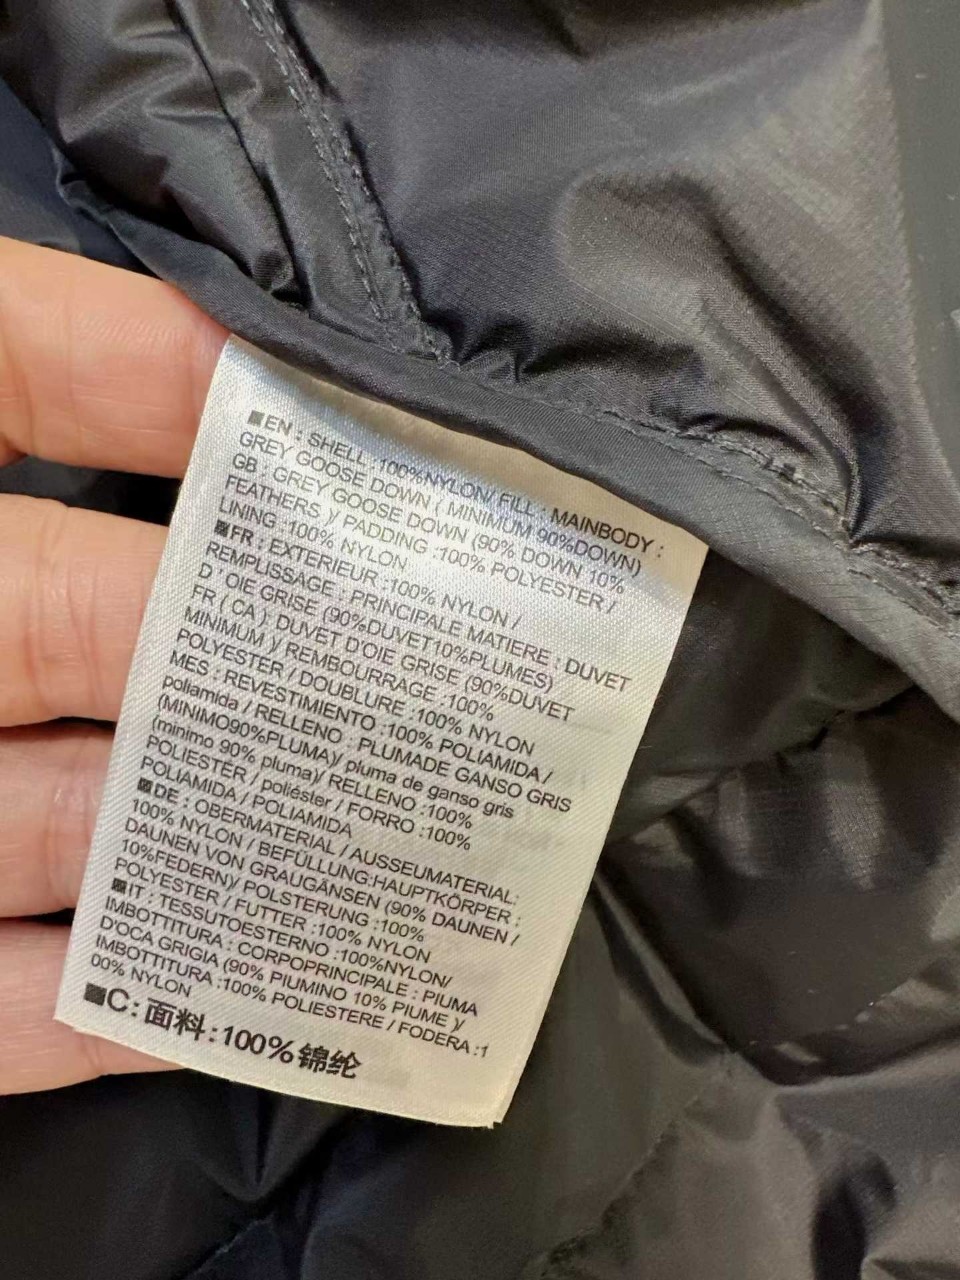 ■EN : SHELL :100%NYLON/ FILL : MAINBODY :
GREY GOOSE DOWN ( MINIMUM 90%DOWN)
GB : GREY GOOSE DOWN (90% DOWN 10%
FEATHERS )/ PADDING :100% POLYESTER /
LINING :100% NYLON
■FR : EXTERIEUR :100% NYLON /
REMPLISSAGE : PRINCIPALE MATIERE : DUVET
D'OIE GRISE (90%DUVET10%PLUMES)
FR ( CA ): DUVET D'OIE GRISE (90%DUVET
MINIMUM )/ REMBOURRAGE :100%
POLYESTER / DOUBLURE :100% NYLON
MES : REVESTIMIENTO :100% POLIAMIDA /
poliamida / RELLENO : PLUMADE GANSO GRIS
(MINIMO90%PLUMA)/ pluma de ganso gris
(minimo 90% pluma)/ RELLENO :100%
POLIESTER / poliéster / FORRO :100%
POLIAMIDA / POLIAMIDA
■DE : OBERMATERIAL / AUSSEUMATERIAL:
100% NYLON / BEFÜLLUNG:HAUPTKÖRPER :
DAUNEN VON GRAUGÄNSEN (90% DAUNEN /
10%FEDERN)/ POLSTERUNG :100%
POLYESTER / FUTTER :100% NYLON
■IT : TESSUTOESTERNO :100%NYLON/
IMBOTTITURA : CORPOPRINCIPALE : PIUMA
D'OCA GRIGIA (90% PIUMINO 10% PIUME )/
IMBOTTITURA :100% POLIESTERE / FODERA :1
00% NYLON
■C: 面料:100%锦纶